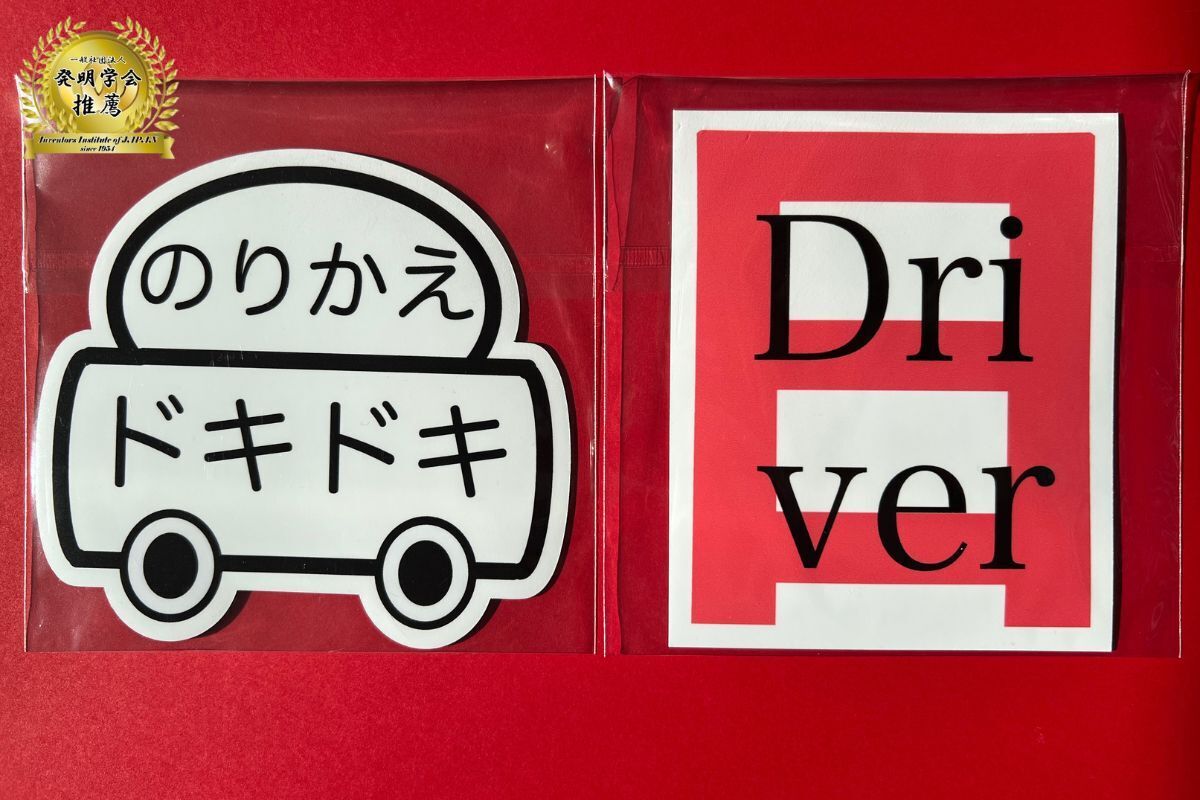 一般社団法人
発明学会
推薦
Inventors Institute of JAPAN
since 1954
のりかえ
ドキドキ
Dri
ver